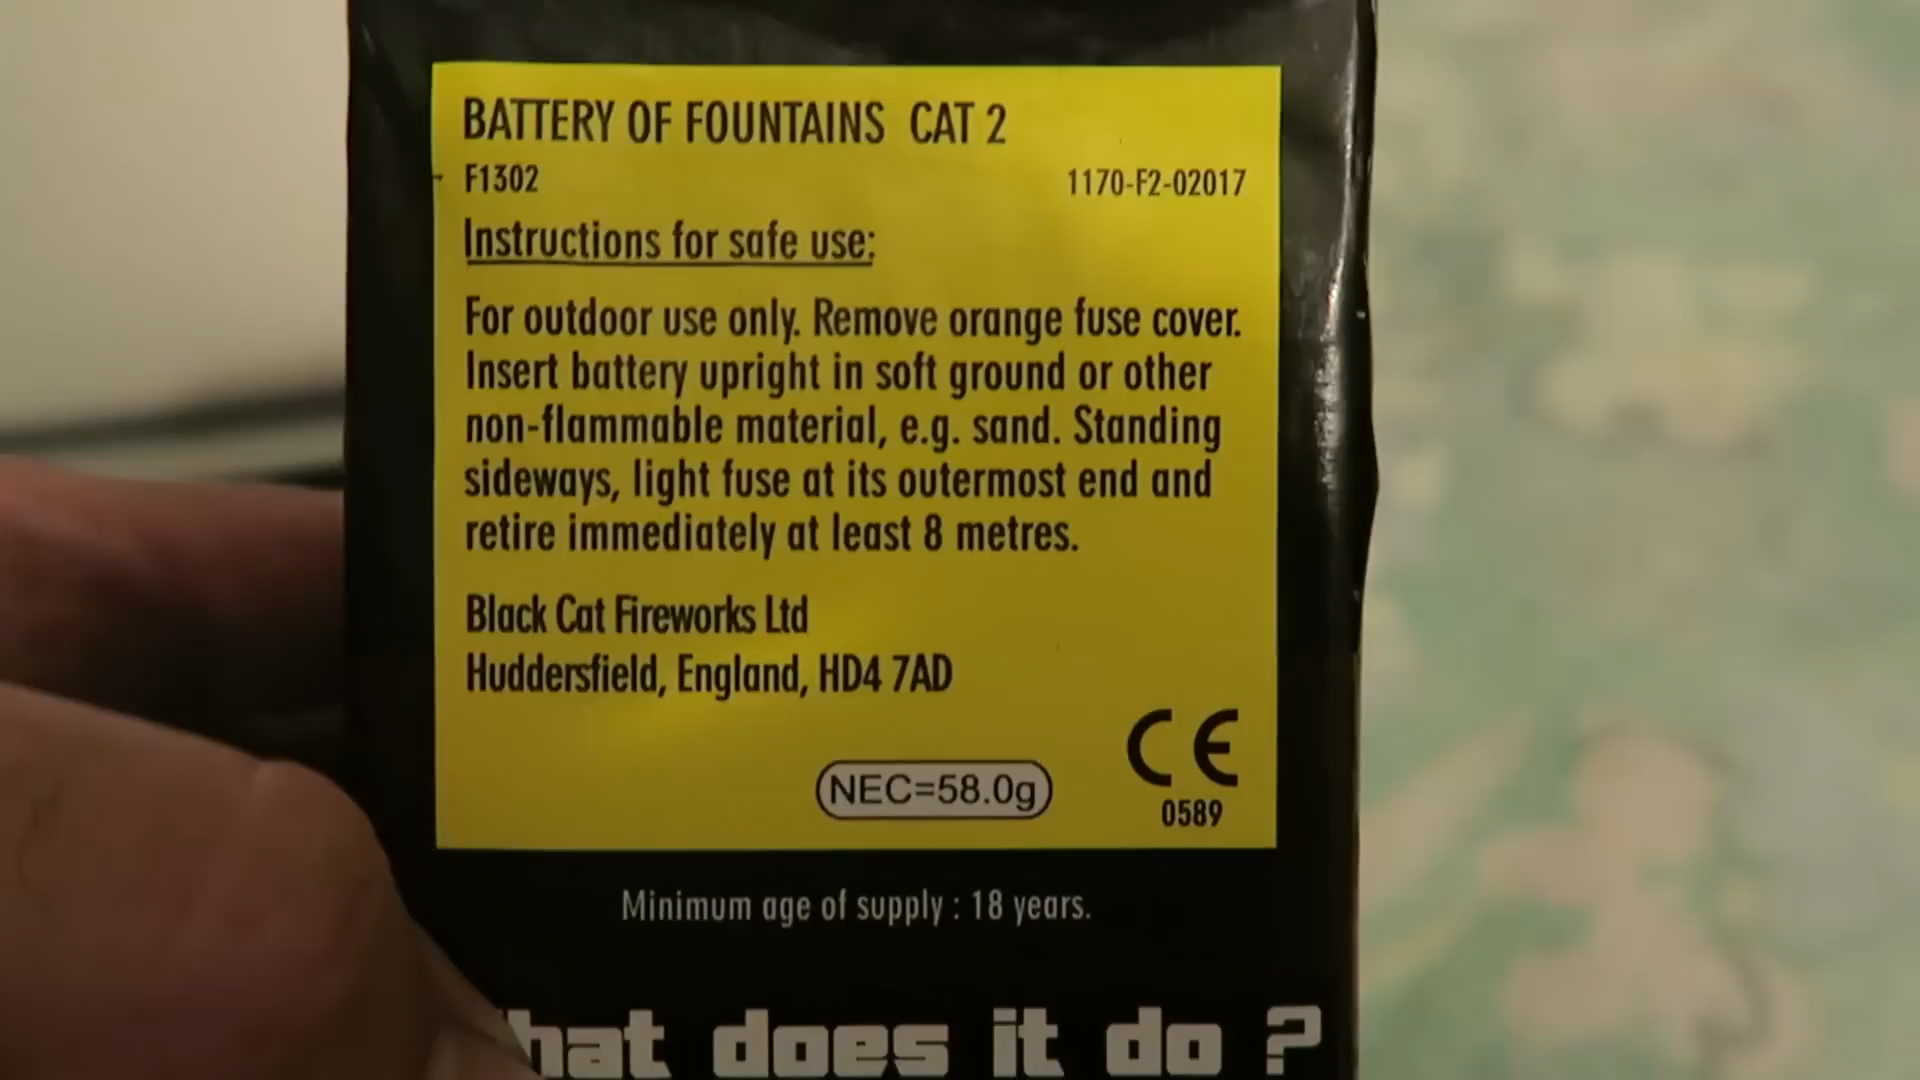 BATTERY OF FOUNTAINS CAT 2
F1302 1170-F2-02017
Instructions for safe use:
For outdoor use only. Remove orange fuse cover.
Insert battery upright in soft ground or other
non-flammable material, e.g. sand. Standing
sideways, light fuse at its outermost end and
retire immediately at least 8 metres.
Black Cat Fireworks Ltd
Huddersfield, England, HD4 7AD
NEC=58.0g
CE
0589
Minimum age of supply : 18 years.
hat does it do ?